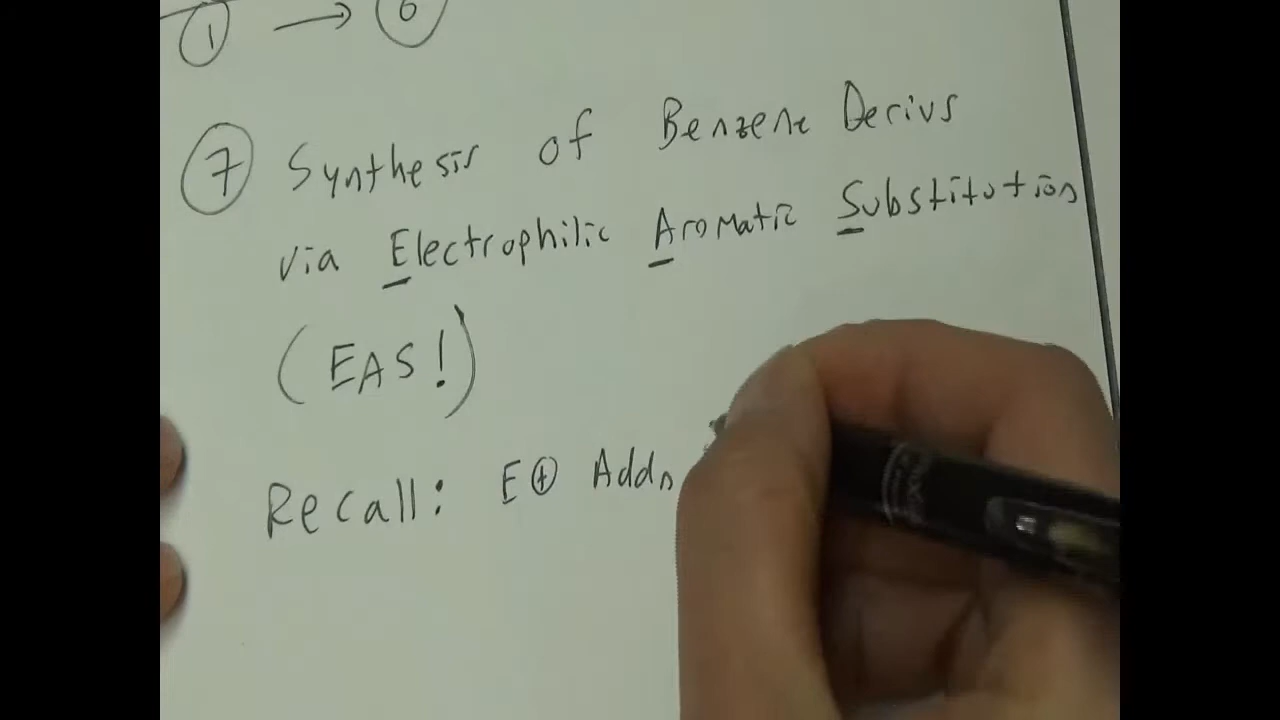 1 → 6
7 Synthesis of Benzene Derivs
via Electrophilic Aromatic Substitution
(EAS!)
Recall: E⊕ Addn